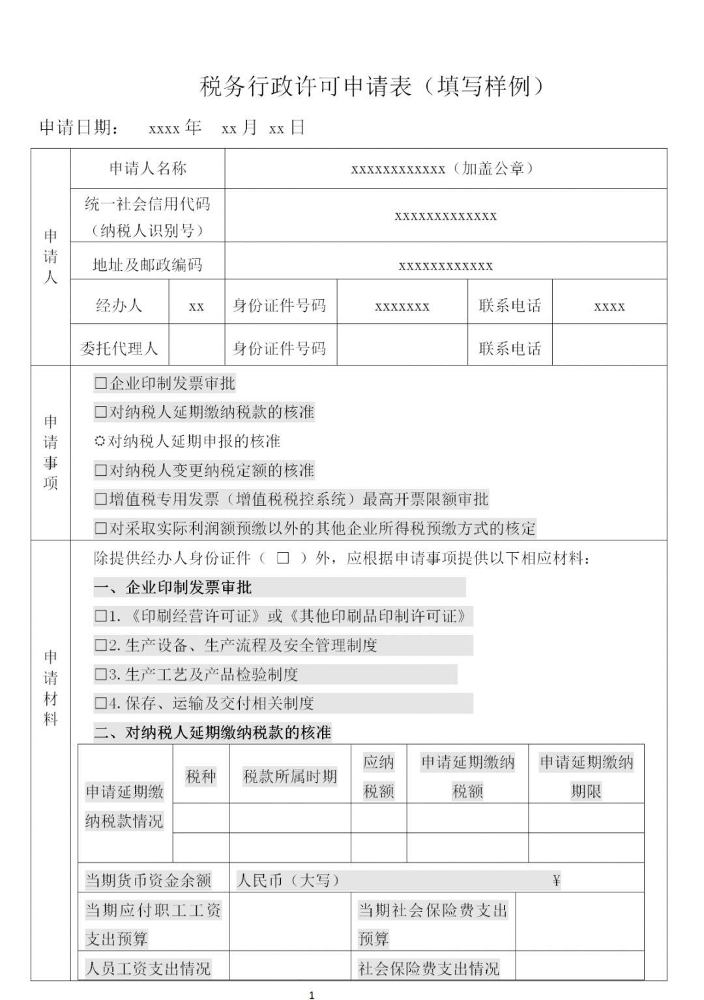 税务行政许可申请表（填写样例）
申请日期： xxxx 年 xx 月 xx 日
申请人
申请人名称 xxxxxxxxxxxx（加盖公章）
统一社会信用代码
（纳税人识别号） xxxxxxxxxxxxx
地址及邮政编码 xxxxxxxxxxxx
经办人 xx 身份证件号码 xxxxxxx 联系电话 xxxx
委托代理人 身份证件号码 联系电话
申请事项
□企业印制发票审批
□对纳税人延期缴纳税款的核准
☼对纳税人延期申报的核准
□对纳税人变更纳税定额的核准
□增值税专用发票（增值税税控系统）最高开票限额审批
□对采取实际利润额预缴以外的其他企业所得税预缴方式的核定
申请材料
除提供经办人身份证件（ □ ）外，应根据申请事项提供以下相应材料：
一、企业印制发票审批
□1.《印刷经营许可证》或《其他印刷品印制许可证》
□2.生产设备、生产流程及安全管理制度
□3.生产工艺及产品检验制度
□4.保存、运输及交付相关制度
二、对纳税人延期缴纳税款的核准
申请延期缴
纳税款情况
税种
税款所属时期
应纳
税额
申请延期缴纳
税额
申请延期缴纳
期限
当期货币资金余额 人民币（大写） ¥
当期应付职工工资
支出预算
当期社会保险费支出
预算
人员工资支出情况 社会保险费支出情况
1